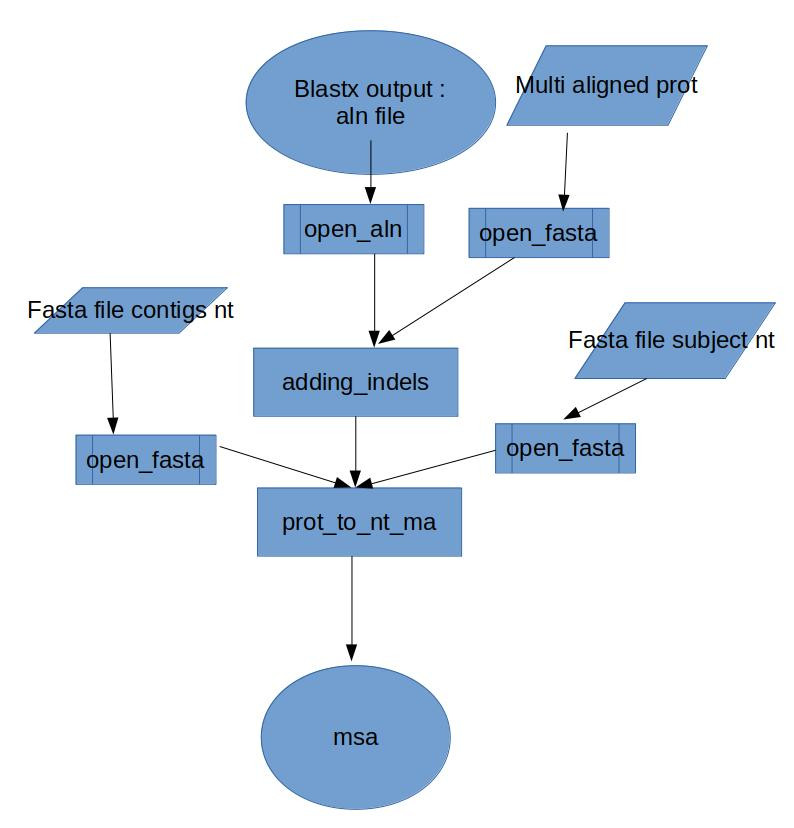 Blastx output :
aln file
Multi aligned prot
open_aln
open_fasta
Fasta file contigs nt
Fasta file subject nt
adding_indels
open_fasta
open_fasta
prot_to_nt_ma
msa